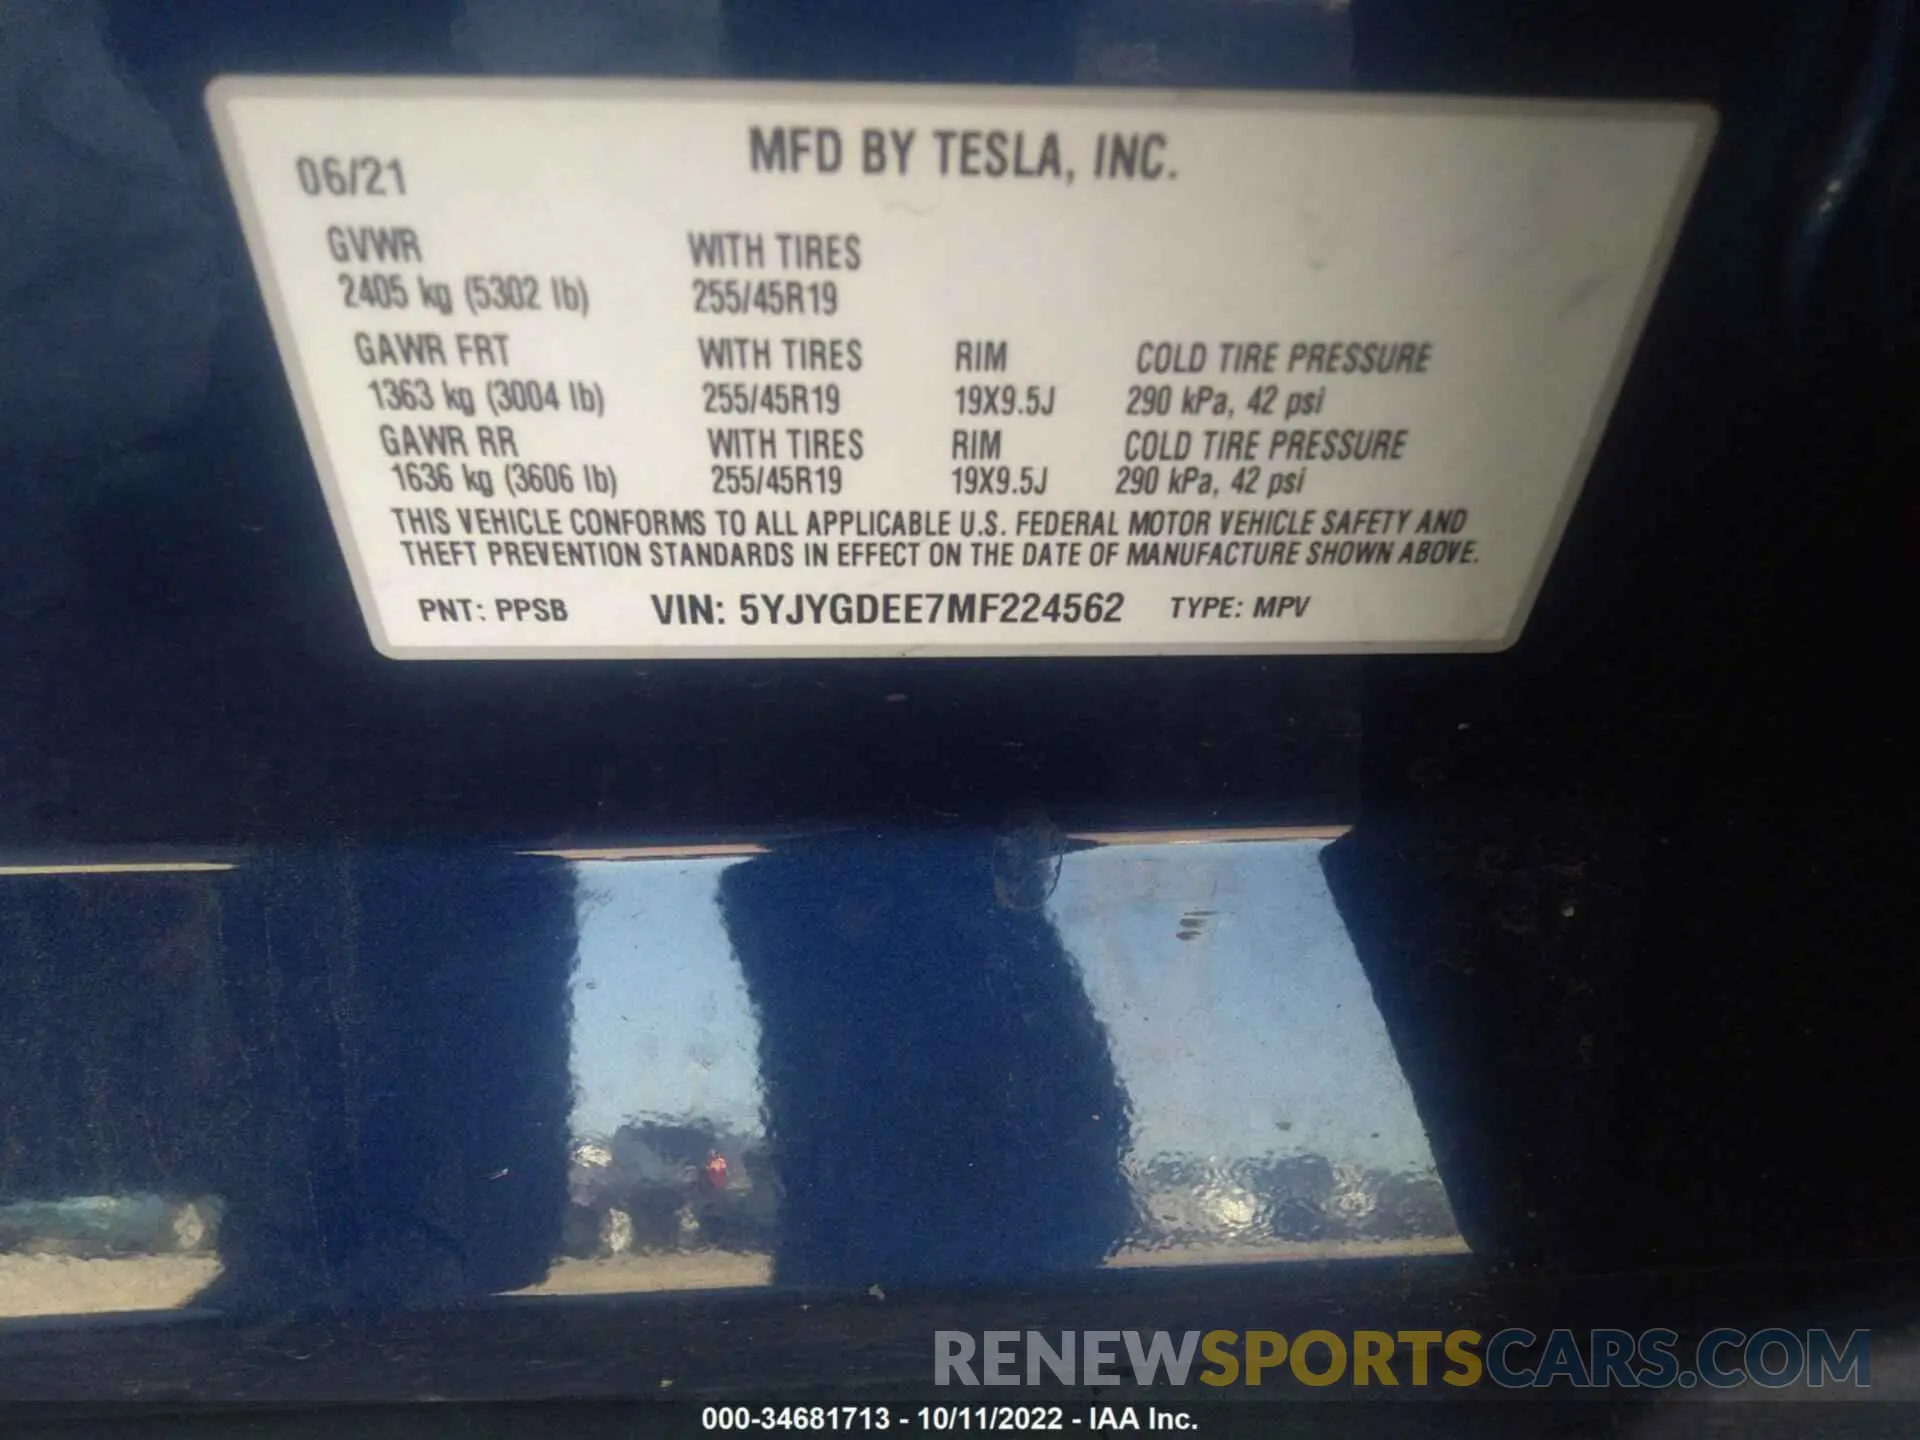 06/21 MFD BY TESLA, INC.
GVWR WITH TIRES
2405 kg (5302 lb) 255/45R19
GAWR FRT WITH TIRES RIM COLD TIRE PRESSURE
1363 kg (3004 lb) 255/45R19 19X9.5J 290 kPa, 42 psi
GAWR RR WITH TIRES RIM COLD TIRE PRESSURE
1636 kg (3606 lb) 255/45R19 19X9.5J 290 kPa, 42 psi
THIS VEHICLE CONFORMS TO ALL APPLICABLE U.S. FEDERAL MOTOR VEHICLE SAFETY AND
THEFT PREVENTION STANDARDS IN EFFECT ON THE DATE OF MANUFACTURE SHOWN ABOVE.
PNT: PPSB VIN: 5YJYGDEE7MF224562 TYPE: MPV
RENEWSPORTSCARS.COM
000-34681713 - 10/11/2022 - IAA Inc.